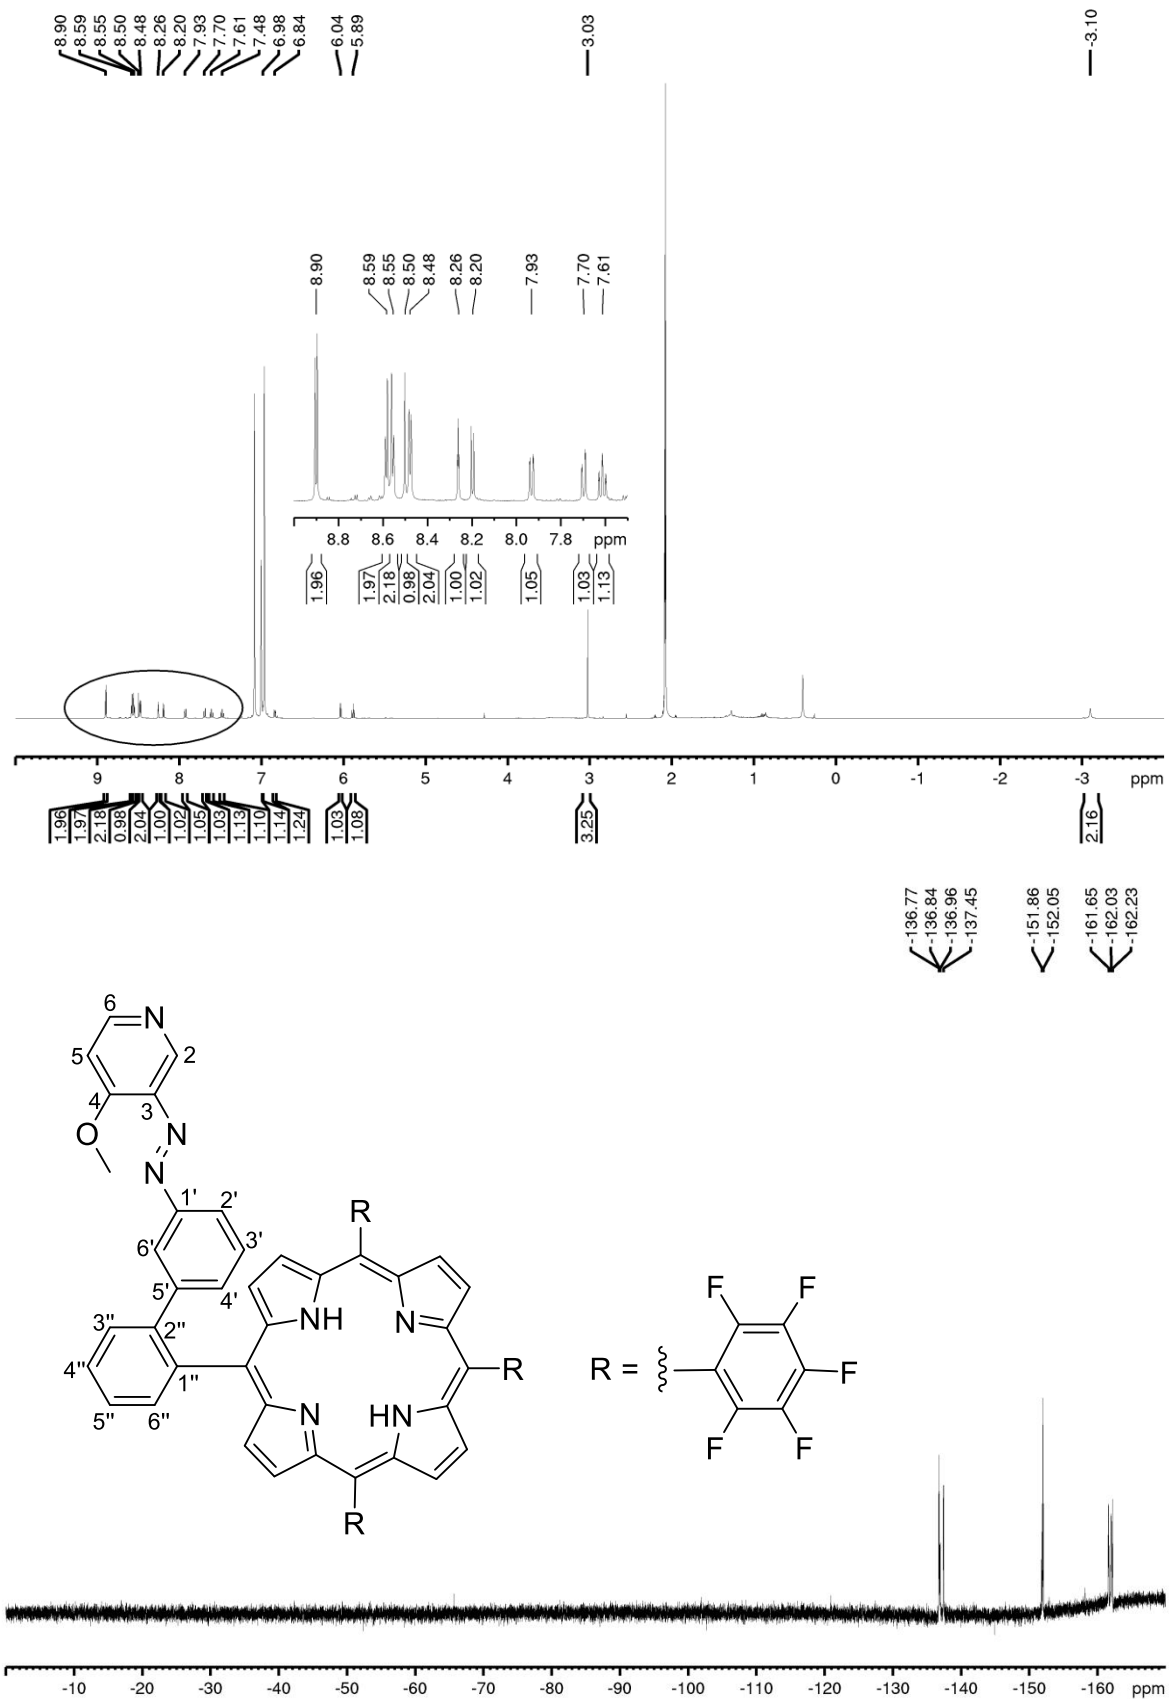 8.90 8.59 8.55 8.50 8.48 8.26 8.20 7.93 7.70 7.61 7.48 6.98 6.84 6.04 5.89 3.03 -3.10
8.90 8.59 8.55 8.50 8.48 8.26 8.20 7.93 7.70 7.61
8.8 8.6 8.4 8.2 8.0 7.8 ppm
1.96 1.97 2.18 0.98 2.04 1.00 1.02 1.05 1.03 1.13
9 8 7 6 5 4 3 2 1 0 -1 -2 -3 ppm
1.96 1.97 2.18 0.98 2.04 1.00 1.02 1.05 1.03 1.13 1.10 1.14 1.24 1.03 1.08 3.25 2.16
-136.77 -136.84 -136.96 -137.45 -151.86 -152.05 -161.65 -162.03 -162.23
6 N
5 2
4 3
O N
N
1' 2' R
6' 3'
5' 4' NH N F F
3'' 2''
4'' 1'' R R = F
5'' 6'' N HN F F
R
-10 -20 -30 -40 -50 -60 -70 -80 -90 -100 -110 -120 -130 -140 -150 -160 ppm